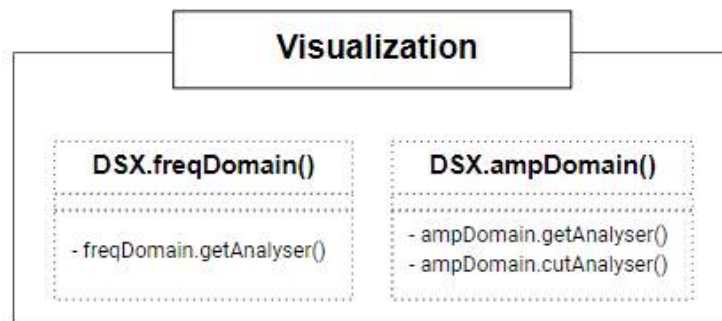 Visualization
DSX.freqDomain()
- freqDomain.getAnalyser()
DSX.ampDomain()
- ampDomain.getAnalyser()
- ampDomain.cutAnalyser()